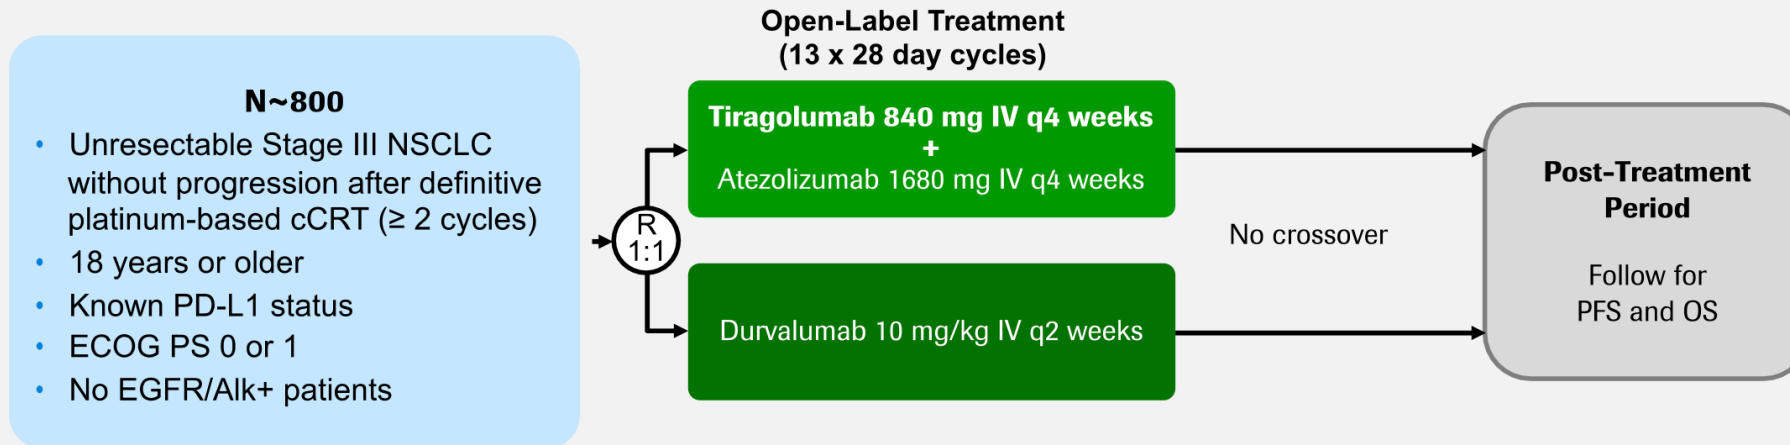 N~800
• Unresectable Stage III NSCLC
without progression after definitive
platinum-based cCRT (≥ 2 cycles)
• 18 years or older
• Known PD-L1 status
• ECOG PS 0 or 1
• No EGFR/Alk+ patients
R
1:1
Open-Label Treatment
(13 x 28 day cycles)
Tiragolumab 840 mg IV q4 weeks
+
Atezolizumab 1680 mg IV q4 weeks
Durvalumab 10 mg/kg IV q2 weeks
No crossover
Post-Treatment
Period
Follow for
PFS and OS